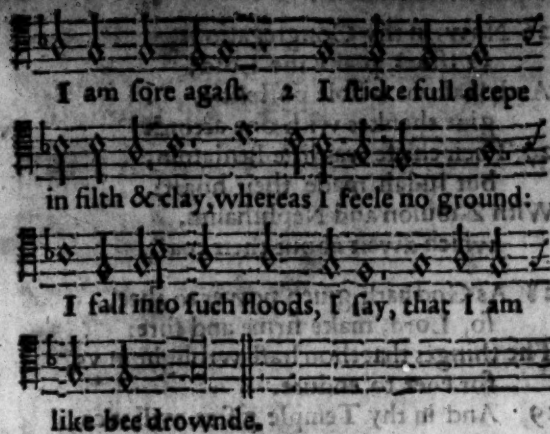 I am ſore agaſt. 2 I ſticke full deepe
in filth & clay, whereas I feele no ground:
I fall into ſuch floods, I ſay, that I am
like bee drownde.